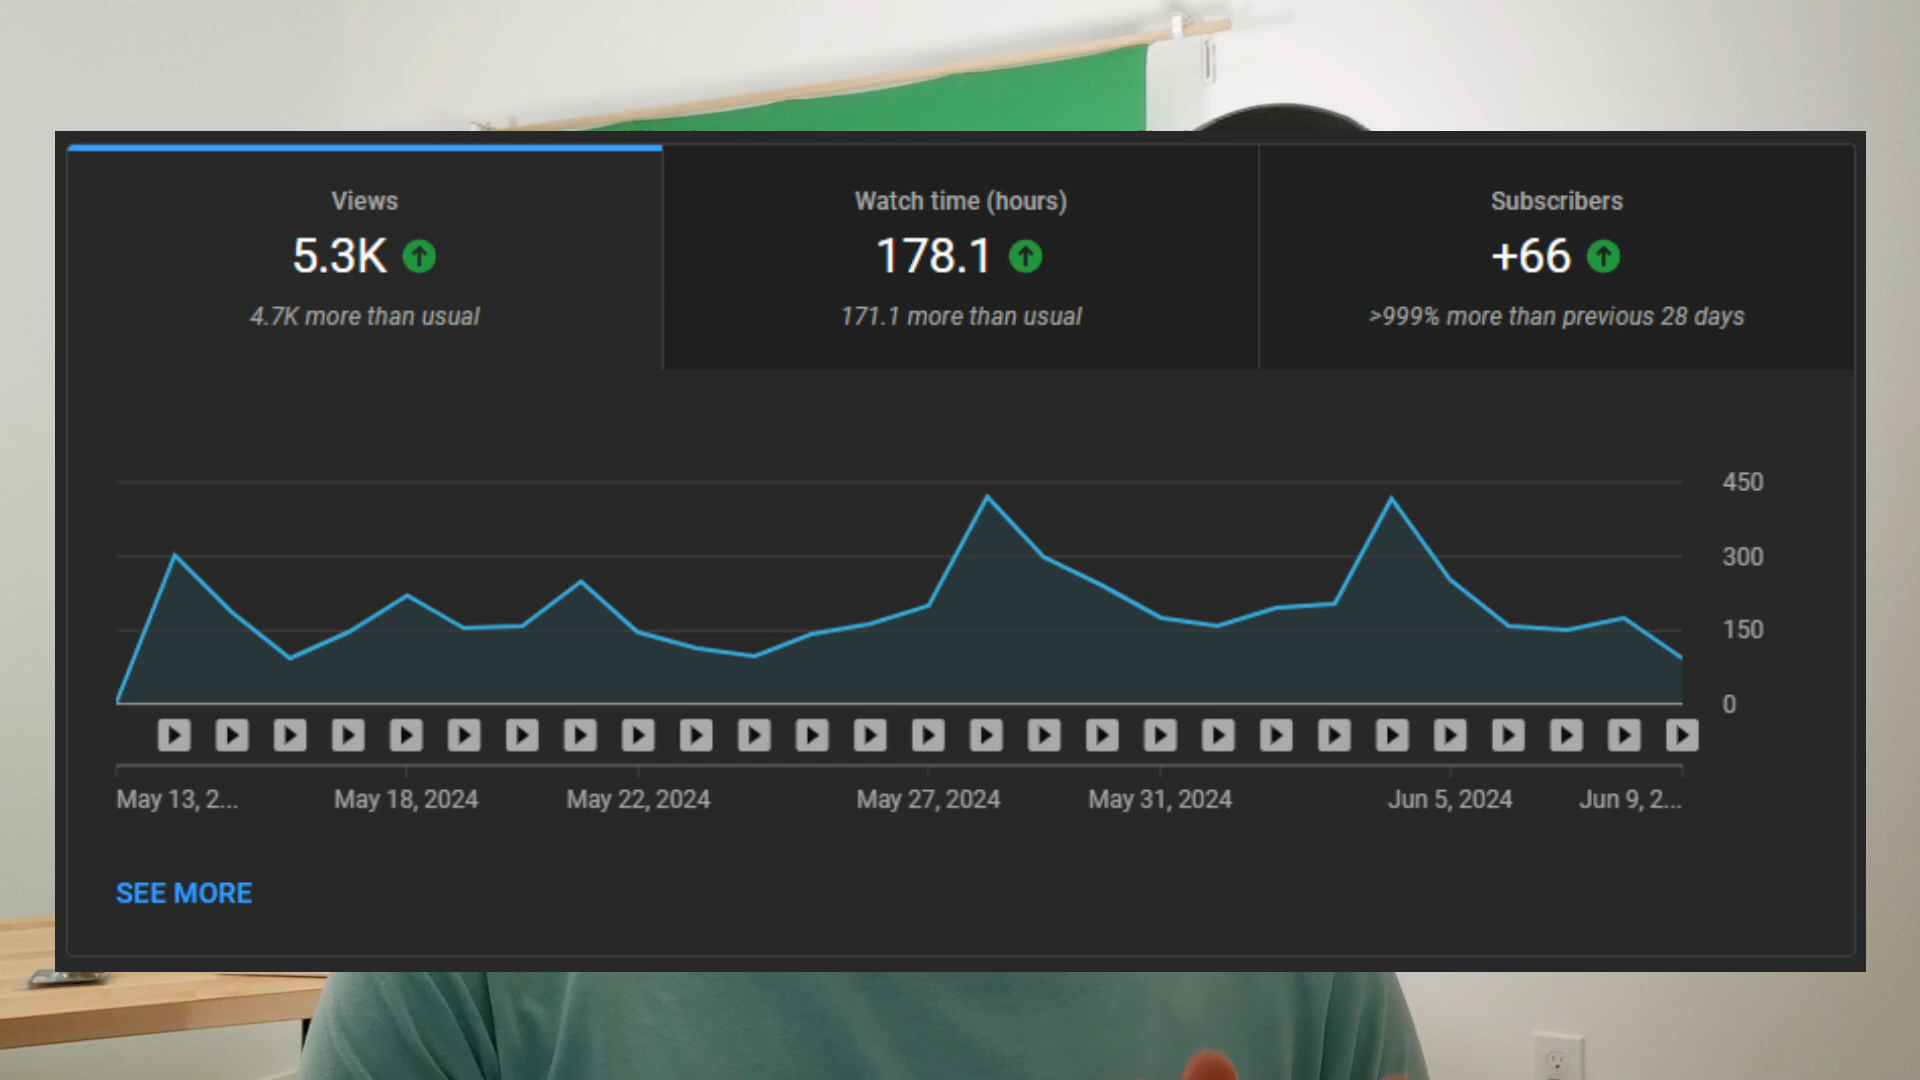 Views
5.3K
4.7K more than usual
Watch time (hours)
178.1
171.1 more than usual
Subscribers
+66
>999% more than previous 28 days
450
300
150
0
May 13, 2... May 18, 2024 May 22, 2024 May 27, 2024 May 31, 2024 Jun 5, 2024 Jun 9, 2...
SEE MORE